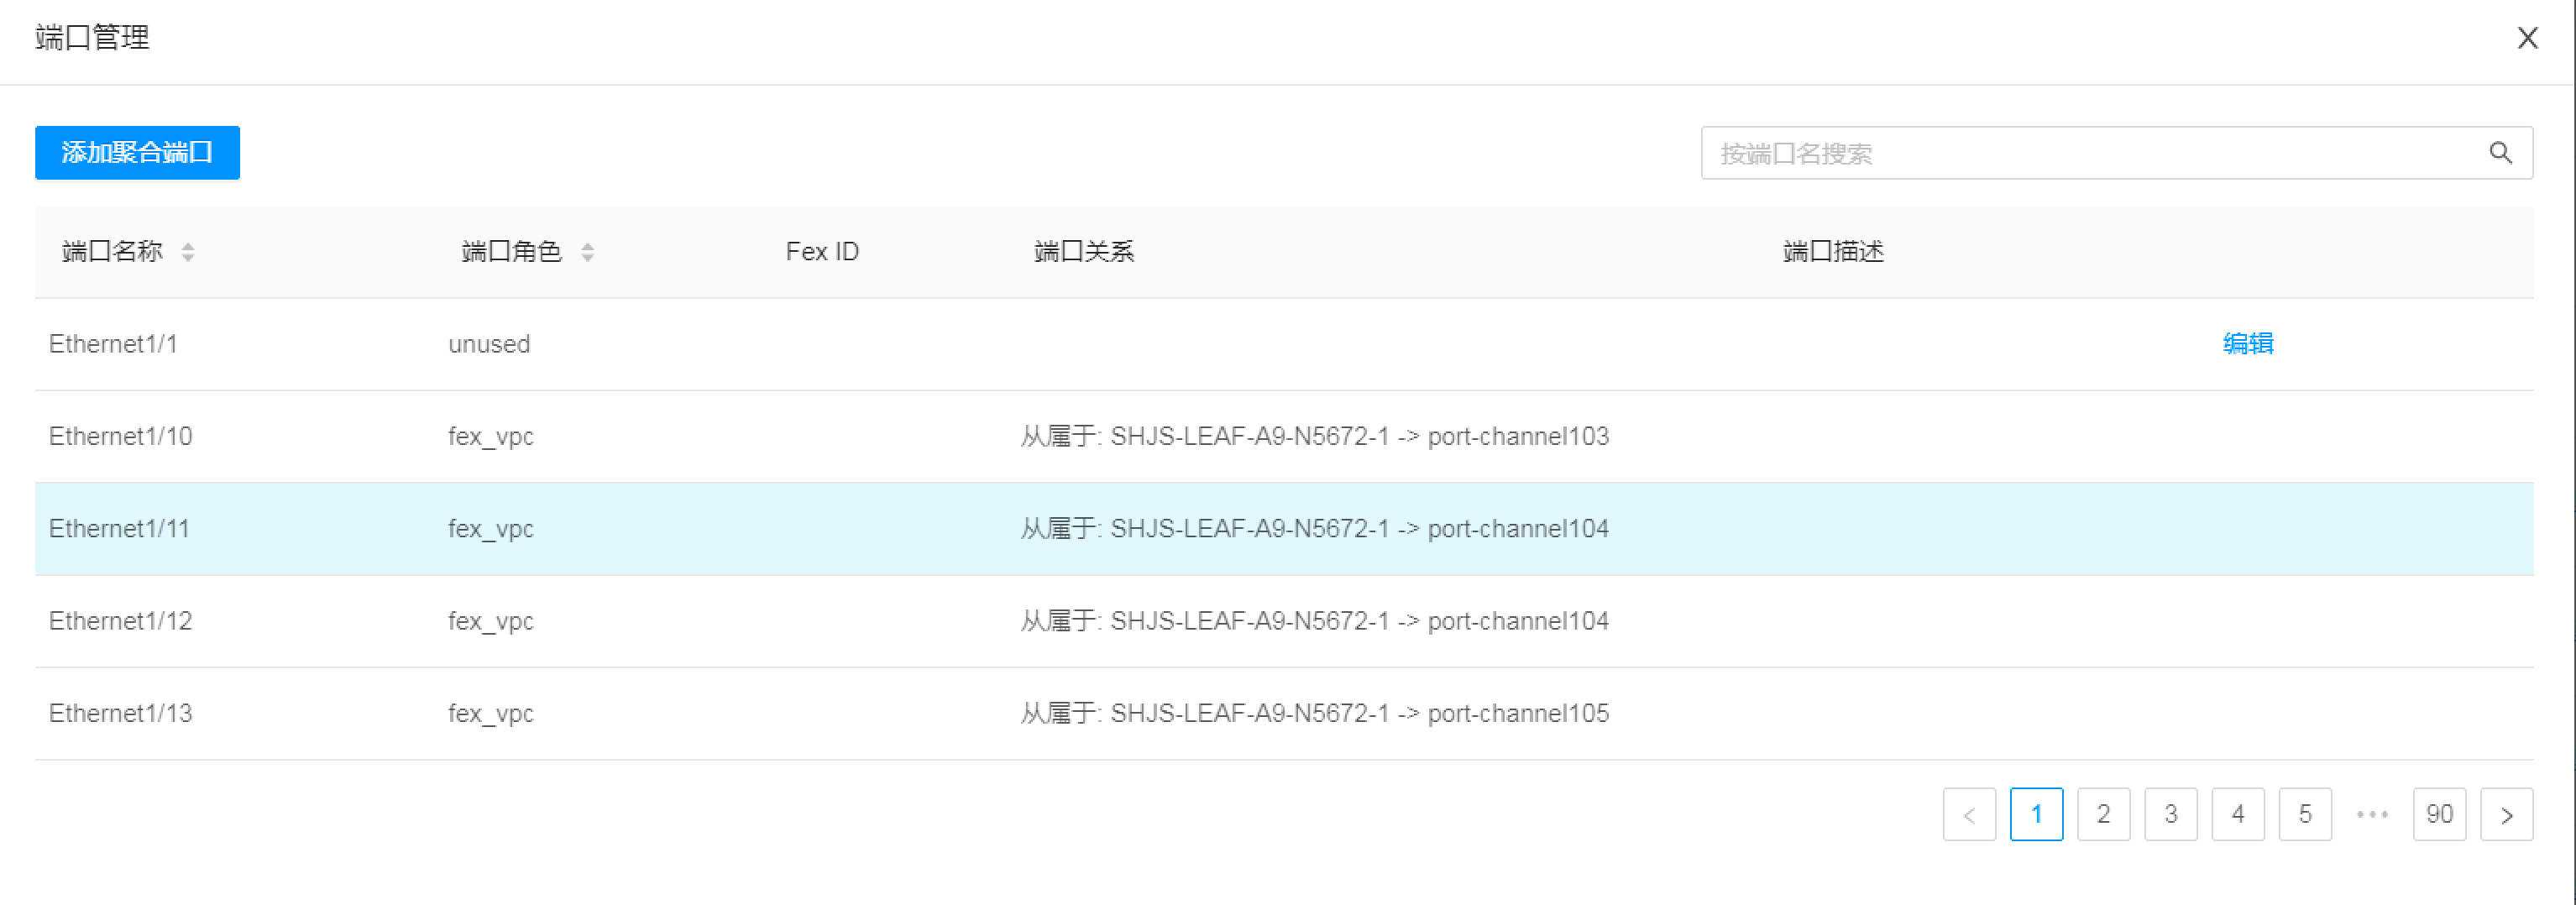 端口管理
添加聚合端口
按端口名搜索
端口名称 端口角色 Fex ID 端口关系 端口描述
Ethernet1/1 unused 编辑
Ethernet1/10 fex_vpc 从属于: SHJS-LEAF-A9-N5672-1 -> port-channel103
Ethernet1/11 fex_vpc 从属于: SHJS-LEAF-A9-N5672-1 -> port-channel104
Ethernet1/12 fex_vpc 从属于: SHJS-LEAF-A9-N5672-1 -> port-channel104
Ethernet1/13 fex_vpc 从属于: SHJS-LEAF-A9-N5672-1 -> port-channel105
< 1 2 3 4 5 ••• 90 >